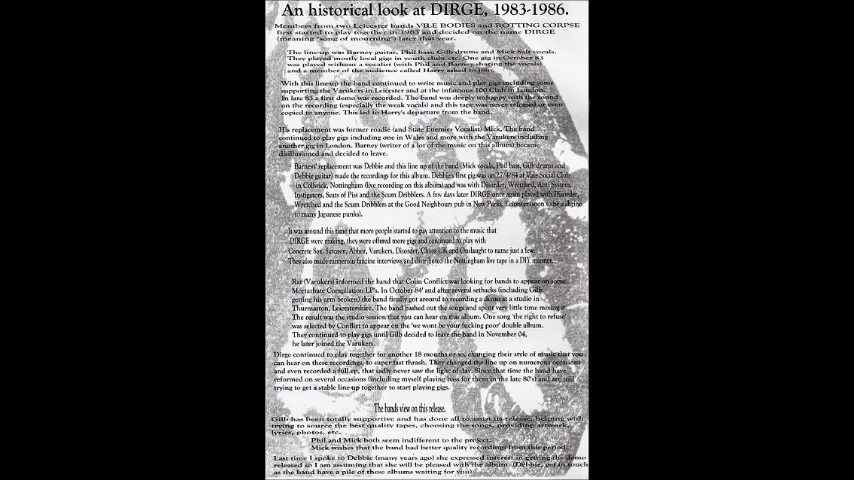 An historical look at DIRGE, 1983-1986.
Members from two Leicester bands VILE BODIES and ROTTING CORPSE
first started to play together in 1983 and decided on the name DIRGE
(meaning "song of mourning") later that year.
The line-up was Barney guitar, Phil bass, Gilb drums and Mick Salt vocals.
They played mostly local gigs in youth clubs etc. One gig in October 83
was played without a vocalist (with Phil and Barney sharing the vocals)
and a member of the audience called Harry asked to join.
With this line-up the band continued to write music and play gigs including some
supporting the Varukers in Leicester and at the infamous 100 Club in London.
In late 83 a first demo was recorded. The band was deeply unhappy with the sound
on the recording (especially the weak vocals) and this tape was never released or even
copied to anyone. This led to Harry's departure from the band.
His replacement was former roadie (and State Enemies Vocalist) Mick. The band
continued to play gigs including one in Wales and more with the Varukers including
another gig in London. Barney (writer of a lot of the music on this album) became
disillusioned and decided to leave.
Barneys' replacement was Debbie and this line up of the band (Mick vocals, Phil bass, Gilb drums and
Debbie guitar) made the recordings for this album. Debbie's first gig was on 27/4/84 at Vale Social Club
in Colwick, Nottingham (live recording on this album) and was with Disorder, Wretched, Anti System,
Instigators, Seats of Piss and the Scum Dribblers. A few days later DIRGE once again played with Disorder,
Wretched and the Scum Dribblers at the Good Neighbours pub in New Parks, Leicester (soon to be a shrine
to many Japanese punks).
It was around this time that more people started to pay attention to the music that
DIRGE were making, they were offered more gigs and continued to play with
Concrete Sox, Sarcasm, Abhor, Varukers, Disorder, Chaos UK and Onslaught to name just a few.
They also made numerous fanzine interviews and distributed the Nottingham live tape in a DIY manner.
Rat (Varukers) informed the band that Colin Conflict was looking for bands to appear on some
Mortarhate Compilation LP's. In October 84' and after several setbacks (including Gilb
getting his arm broken) the band finally got around to recording a demo at a studio in
Thurmaston, Leicestershire. The band bashed out the songs and spent very little time mixing it.
The result was the studio session that you can hear on this album. One song 'the right to refuse'
was selected by Conflict to appear on the 'we wont be your fucking poor' double album.
They continued to play gigs until Gilb decided to leave the band in November 04,
he later joined the Varukers.
Dirge continued to play together for another 18 months or so, changing their style of music that you
can hear on these recordings, to super fast thrash. They changed the line up on numerous occasions
and even recorded a full ep, that sadly never saw the light of day. Since that time the band have
reformed on several occasions (including myself playing bass for them in the late 80's) and are still
trying to get a stable line-up together to start playing gigs.
The bands view on this release.
Gilb has been totally supportive and has done all to assist its release, helping with
trying to source the best quality tapes, choosing the songs, providing artwork,
lyrics, photos, etc.
Phil and Mick both seem indifferent to the project.
Mick wishes that the band had better quality recordings from this period.
Last time I spoke to Debbie (many years ago) she expressed interest in getting the demo
released so I am assuming that she will be pleased with the album. (Debbie, get in touch
as the band have a pile of those albums waiting for you)